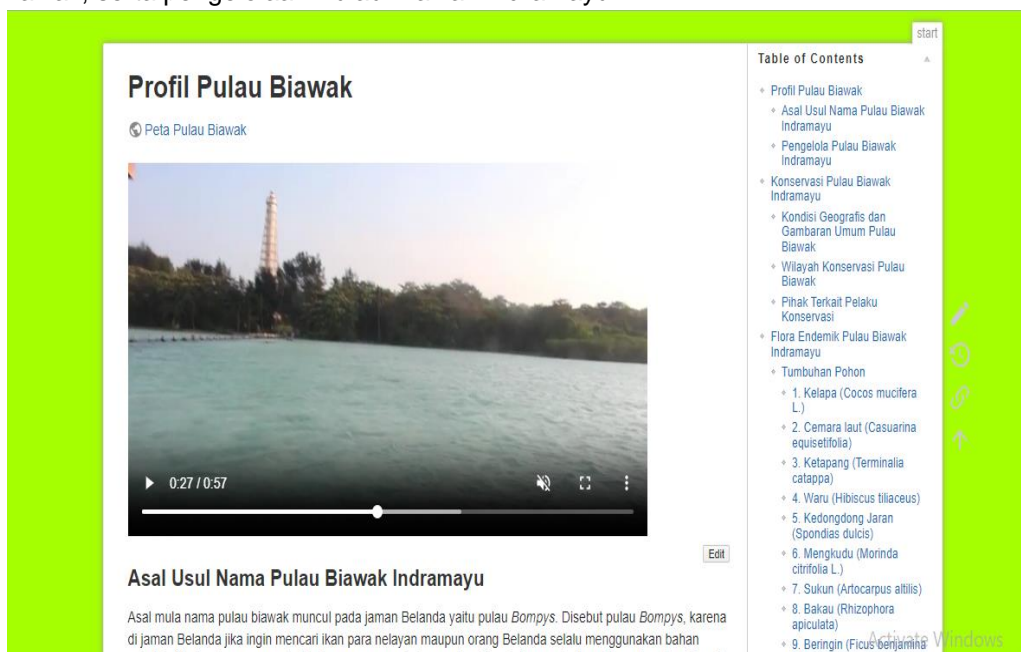 start
Profil Pulau Biawak
Peta Pulau Biawak
0:27 / 0:57
Edit
Asal Usul Nama Pulau Biawak Indramayu
Asal mula nama pulau biawak muncul pada jaman Belanda yaitu pulau Bompys. Disebut pulau Bompys, karena
di jaman Belanda jika ingin mencari ikan para nelayan maupun orang Belanda selalu menggunakan bahan
Table of Contents
Profil Pulau Biawak
Asal Usul Nama Pulau Biawak
Indramayu
Pengelola Pulau Biawak
Indramayu
Konservasi Pulau Biawak
Indramayu
Kondisi Geografis dan
Gambaran Umum Pulau
Biawak
Wilayah Konservasi Pulau
Biawak
Pihak Terkait Pelaku
Konservasi
Flora Endemik Pulau Biawak
Indramayu
Tumbuhan Pohon
1. Kelapa (Cocos mucifera
L.)
2. Cemara laut (Casuarina
equisetifolia)
3. Ketapang (Terminalia
catappa)
4. Waru (Hibiscus tiliaceus)
5. Kedongdong Jaran
(Spondias dulcis)
6. Mengkudu (Morinda
citrifolia L.)
7. Sukun (Artocarpus altilis)
8. Bakau (Rhizophora
apiculata)
9. Beringin (Ficus benjamina
Activate Windows